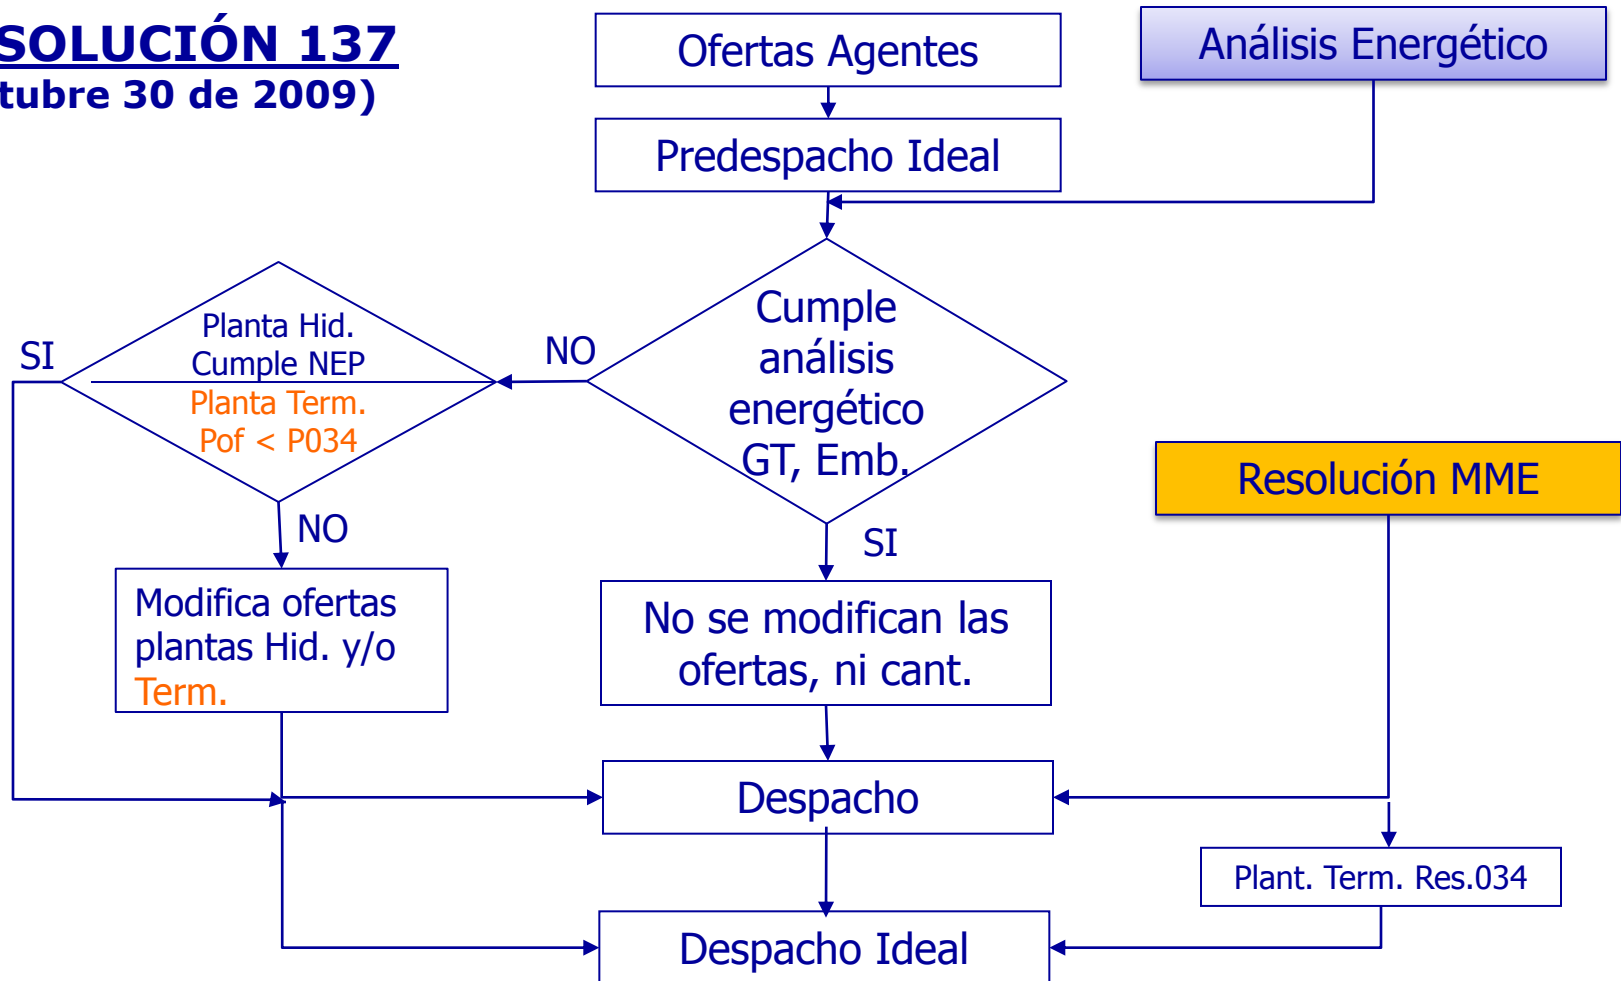 SOLUCIÓN 137
tubre 30 de 2009)
Ofertas Agentes
Análisis Energético
Predespacho Ideal
Planta Hid.
Cumple NEP
Planta Term.
Pof < P034
SI
NO
Cumple
análisis
energético
GT, Emb.
Resolución MME
NO
SI
Modifica ofertas
plantas Hid. y/o
Term.
No se modifican las
ofertas, ni cant.
Despacho
Plant. Term. Res.034
Despacho Ideal